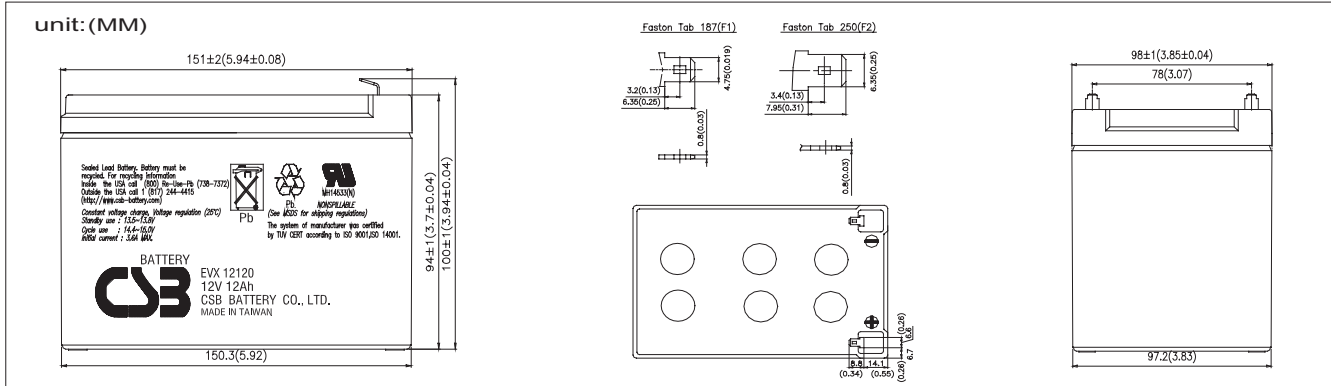 unit:(MM)
151±2(5.94±0.08)
Sealed Lead Battery. Battery must be
recycled. For recycling information
Inside the USA call (800) Re-Use-Pb (738-7372)
Outside the USA call 1 (817) 244-4415
(http://www.csb-battery.com)
Constant voltage charge, Voltage regulation (25°C)
Standby use : 13.5~13.8V
Cycle use : 14.4~15.0V
Initial current : 3.6A MAX.
Pb
Pb.
MH14533(N)
NONSPILLABLE
(See MSDS for shipping regulations)
The system of manufacturer was certified
by TUV CERT according to ISO 9001,ISO 14001.
BATTERY
CSB
EVX 12120
12V 12Ah
CSB BATTERY CO., LTD.
MADE IN TAIWAN
94±1(3.7±0.04)
100±1(3.94±0.04)
150.3(5.92)
Faston Tab 187(F1)
4.75(0.019)
3.2(0.13)
6.35(0.25)
0.8(0.03)
Faston Tab 250(F2)
6.35(0.25)
3.4(0.13)
7.95(0.31)
0.8(0.03)
6.6
(0.26)
6.7
(0.26)
8.8
(0.34)
14.1
(0.55)
98±1(3.85±0.04)
78(3.07)
97.2(3.83)